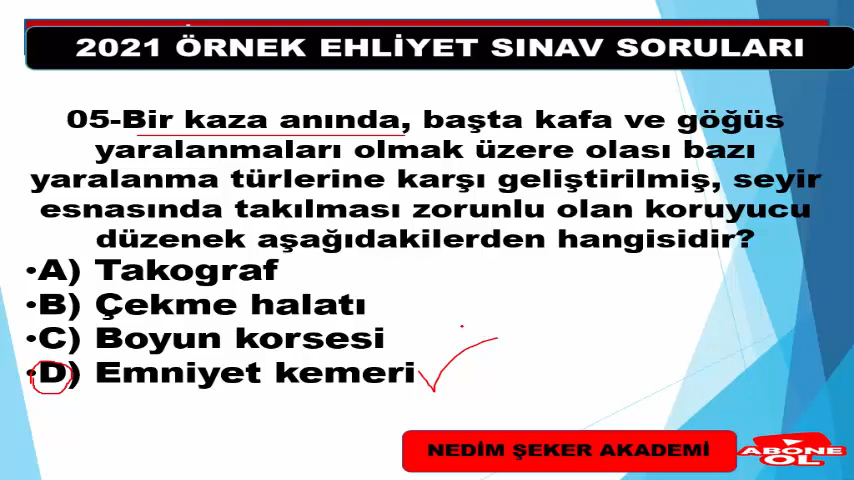 2021 ÖRNEK EHLİYET SINAV SORULARI
05-Bir kaza anında, başta kafa ve göğüs
yaralanmaları olmak üzere olası bazı
yaralanma türlerine karşı geliştirilmiş, seyir
esnasında takılması zorunlu olan koruyucu
düzenek aşağıdakilerden hangisidir?
•A) Takograf
•B) Çekme halatı
•C) Boyun korsesi
•D) Emniyet kemeri
NEDİM ŞEKER AKADEMİ
ABONE
OL